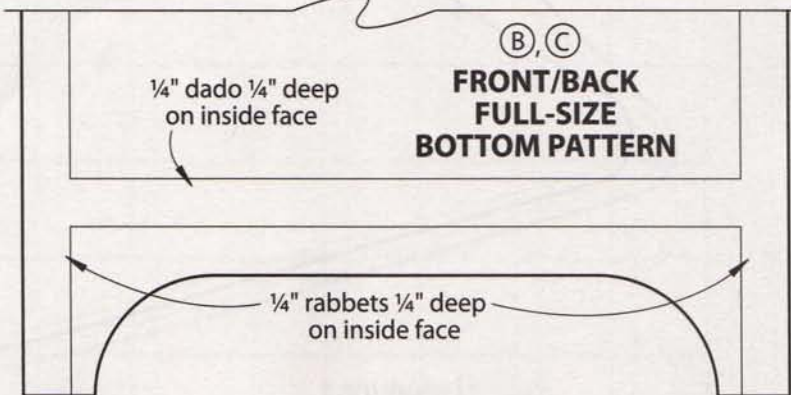 Ⓑ, Ⓒ
FRONT/BACK
FULL-SIZE
BOTTOM PATTERN
¼" dado ¼" deep
on inside face
¼" rabbets ¼" deep
on inside face